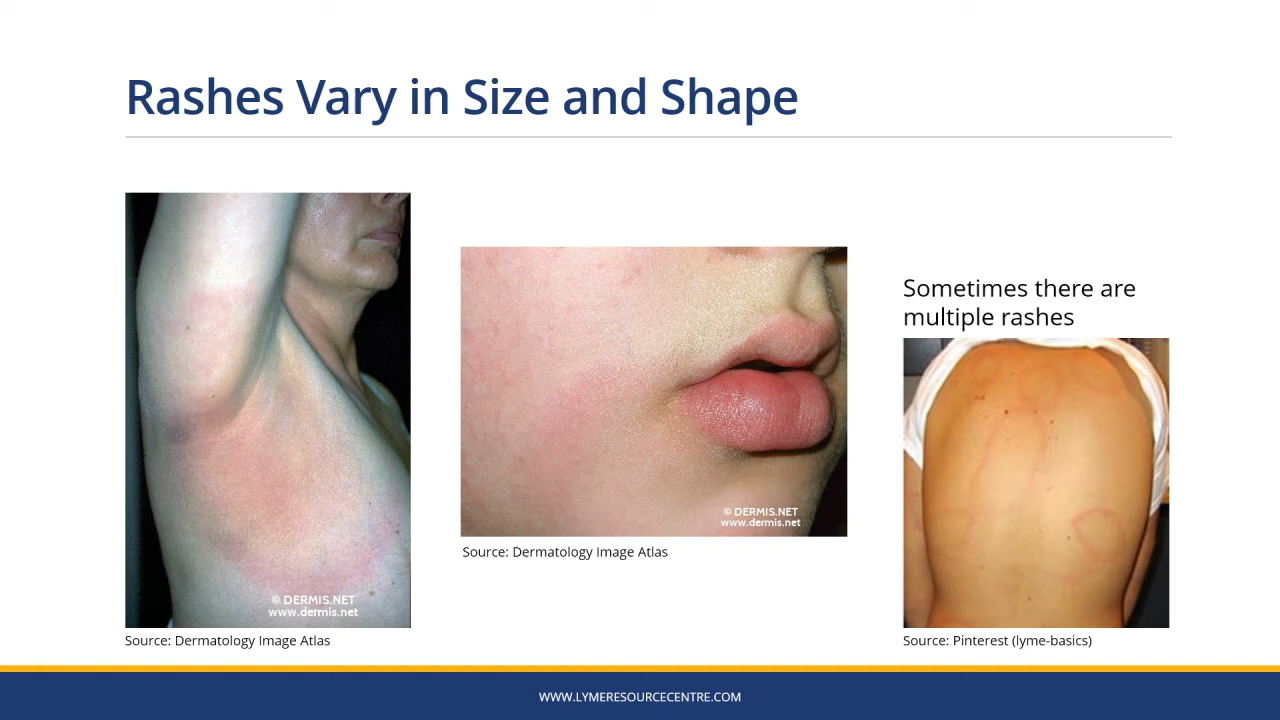 Rashes Vary in Size and Shape
Sometimes there are
multiple rashes
© DERMIS.NET
www.dermis.net
Source: Dermatology Image Atlas
© DERMIS.NET
www.dermis.net
Source: Dermatology Image Atlas
Source: Pinterest (lyme-basics)
WWW.LYMERESOURCECENTRE.COM